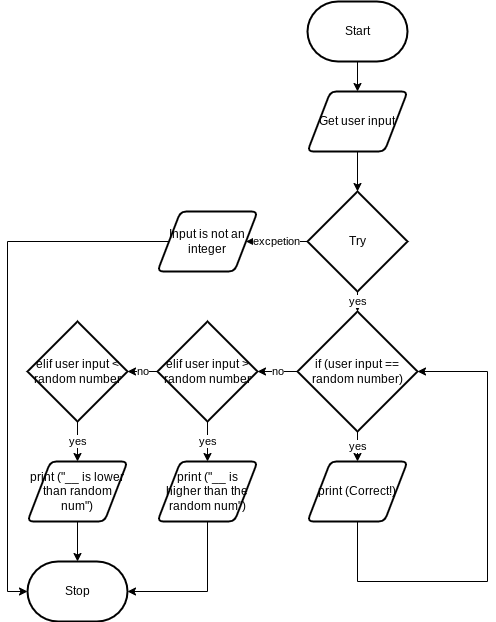 Start
Get user input
Try
excpetion
Input is not an
integer
yes
if (user input ==
random number)
no
elif user input >
random number
no
elif user input <
random number
yes
yes
yes
print ("__ is lower
than random
num")
print ("__ is
higher than the
random num")
print (Correct!)
Stop